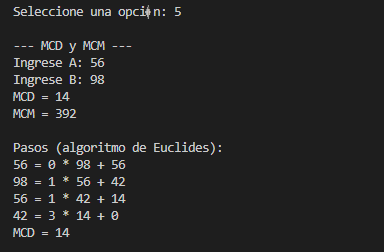 Seleccione una opción: 5
--- MCD y MCM ---
Ingrese A: 56
Ingrese B: 98
MCD = 14
MCM = 392
Pasos (algoritmo de Euclides):
56 = 0 * 98 + 56
98 = 1 * 56 + 42
56 = 1 * 42 + 14
42 = 3 * 14 + 0
MCD = 14